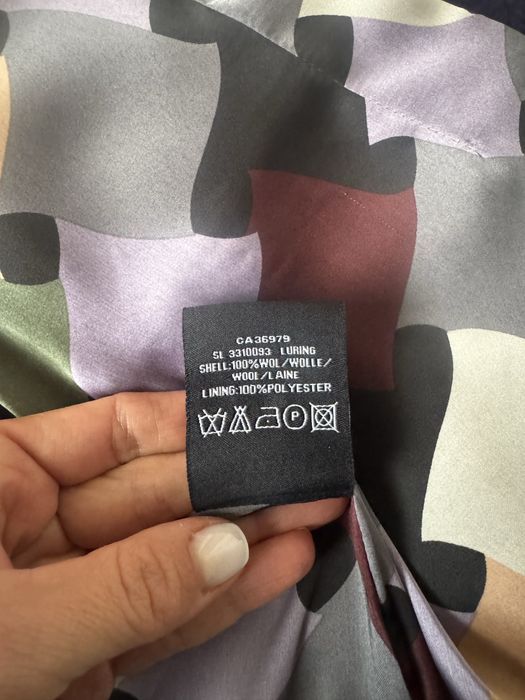 CA36979
SL 3310093 LURING
SHELL:100%WOL/WOLLE/
WOOL/LAINE
LINING:100%POLYESTER
P